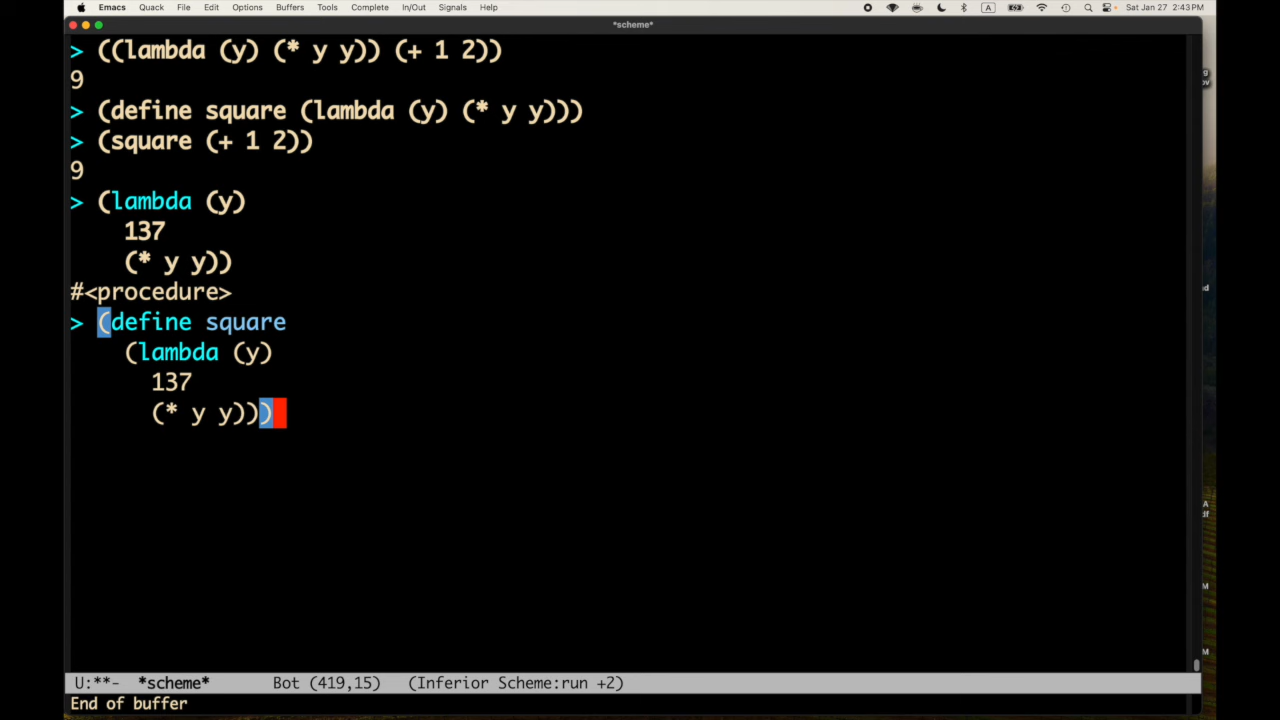 Emacs Quack File Edit Options Buffers Tools Complete In/Out Signals Help A Sat Jan 27 2:43 PM
*scheme*
> ((lambda (y) (* y y)) (+ 1 2))
9
> (define square (lambda (y) (* y y)))
> (square (+ 1 2))
9
> (lambda (y)
137
(* y y))
#<procedure>
> (define square
(lambda (y)
137
(* y y)))
U:**- *scheme* Bot (419,15) (Inferior Scheme:run +2)
End of buffer